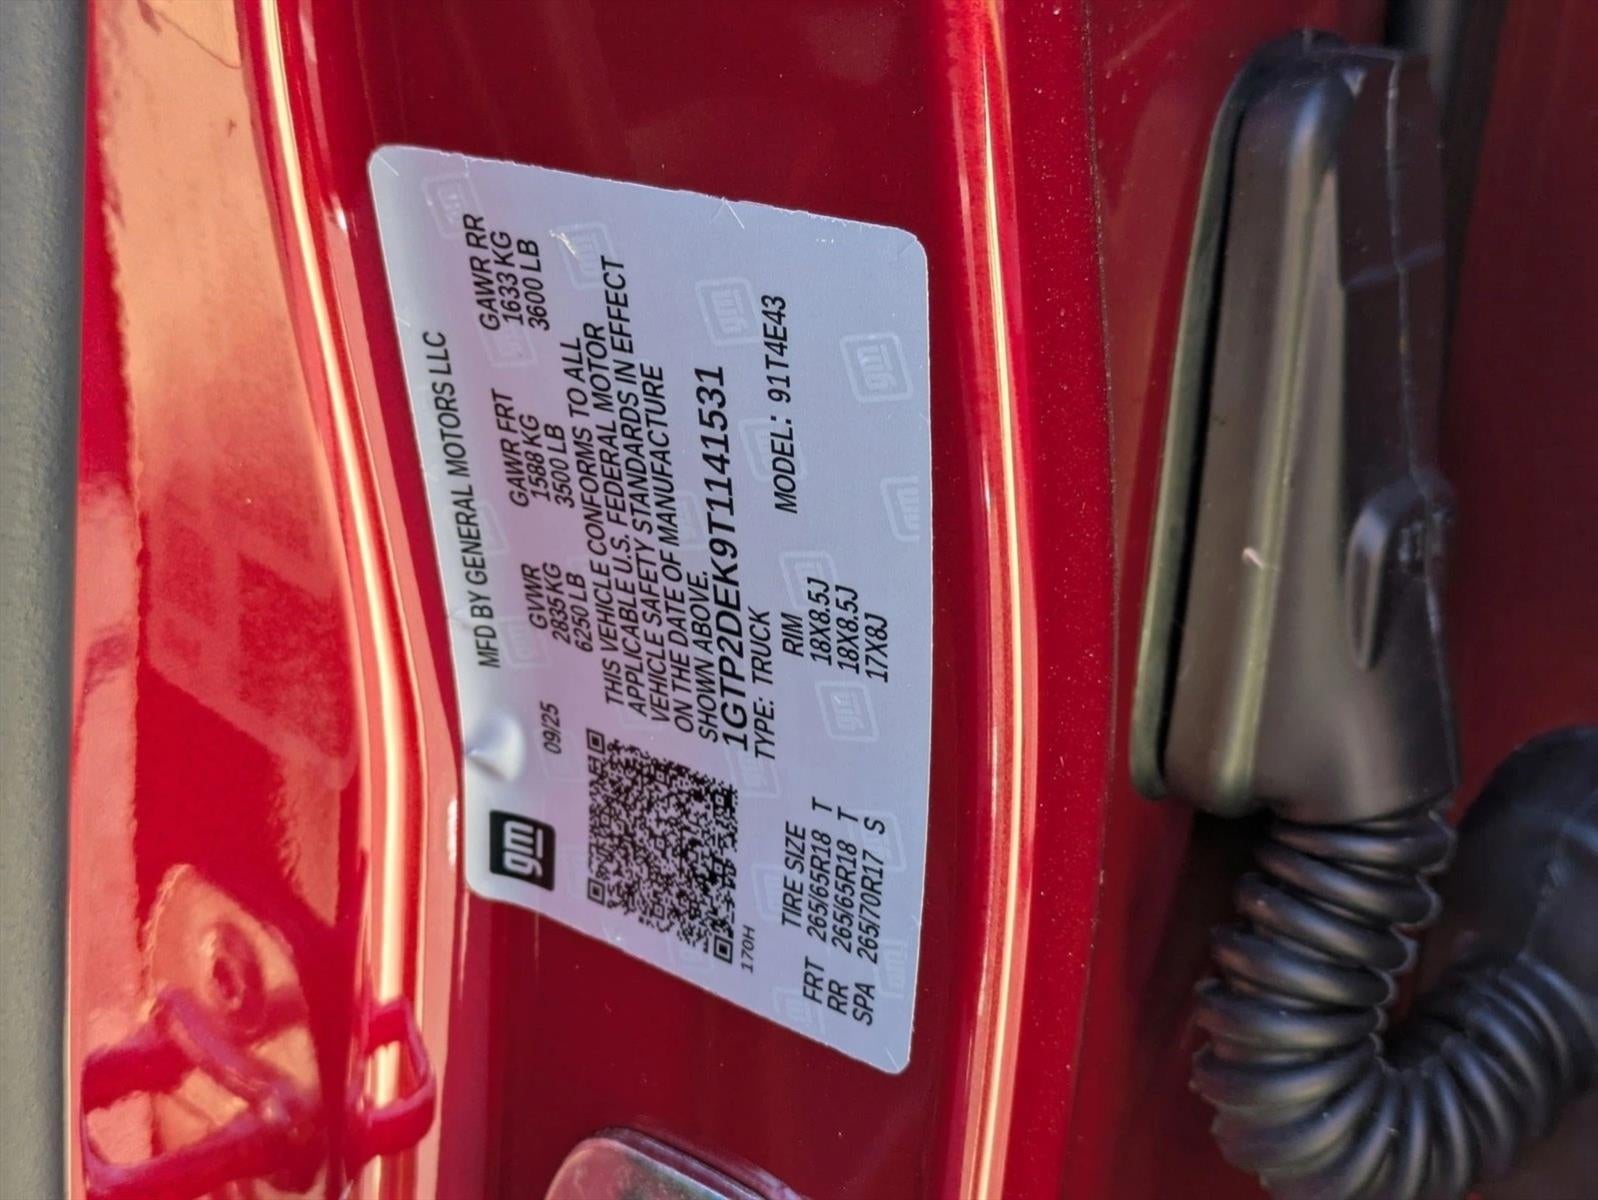 gm
MFD BY GENERAL MOTORS LLC
09/25
GVWR GAWR FRT GAWR RR
2835 KG 1588 KG 1633 KG
6250 LB 3500 LB 3600 LB
THIS VEHICLE CONFORMS TO ALL
APPLICABLE U.S. FEDERAL MOTOR
VEHICLE SAFETY STANDARDS IN EFFECT
ON THE DATE OF MANUFACTURE
SHOWN ABOVE.
1GTP2DEK9T1141531
TYPE: TRUCK MODEL: 91T4E43
170H
TIRE SIZE RIM
FRT 265/65R18 T 18X8.5J
RR 265/65R18 T 18X8.5J
SPA 265/70R17 S 17X8J